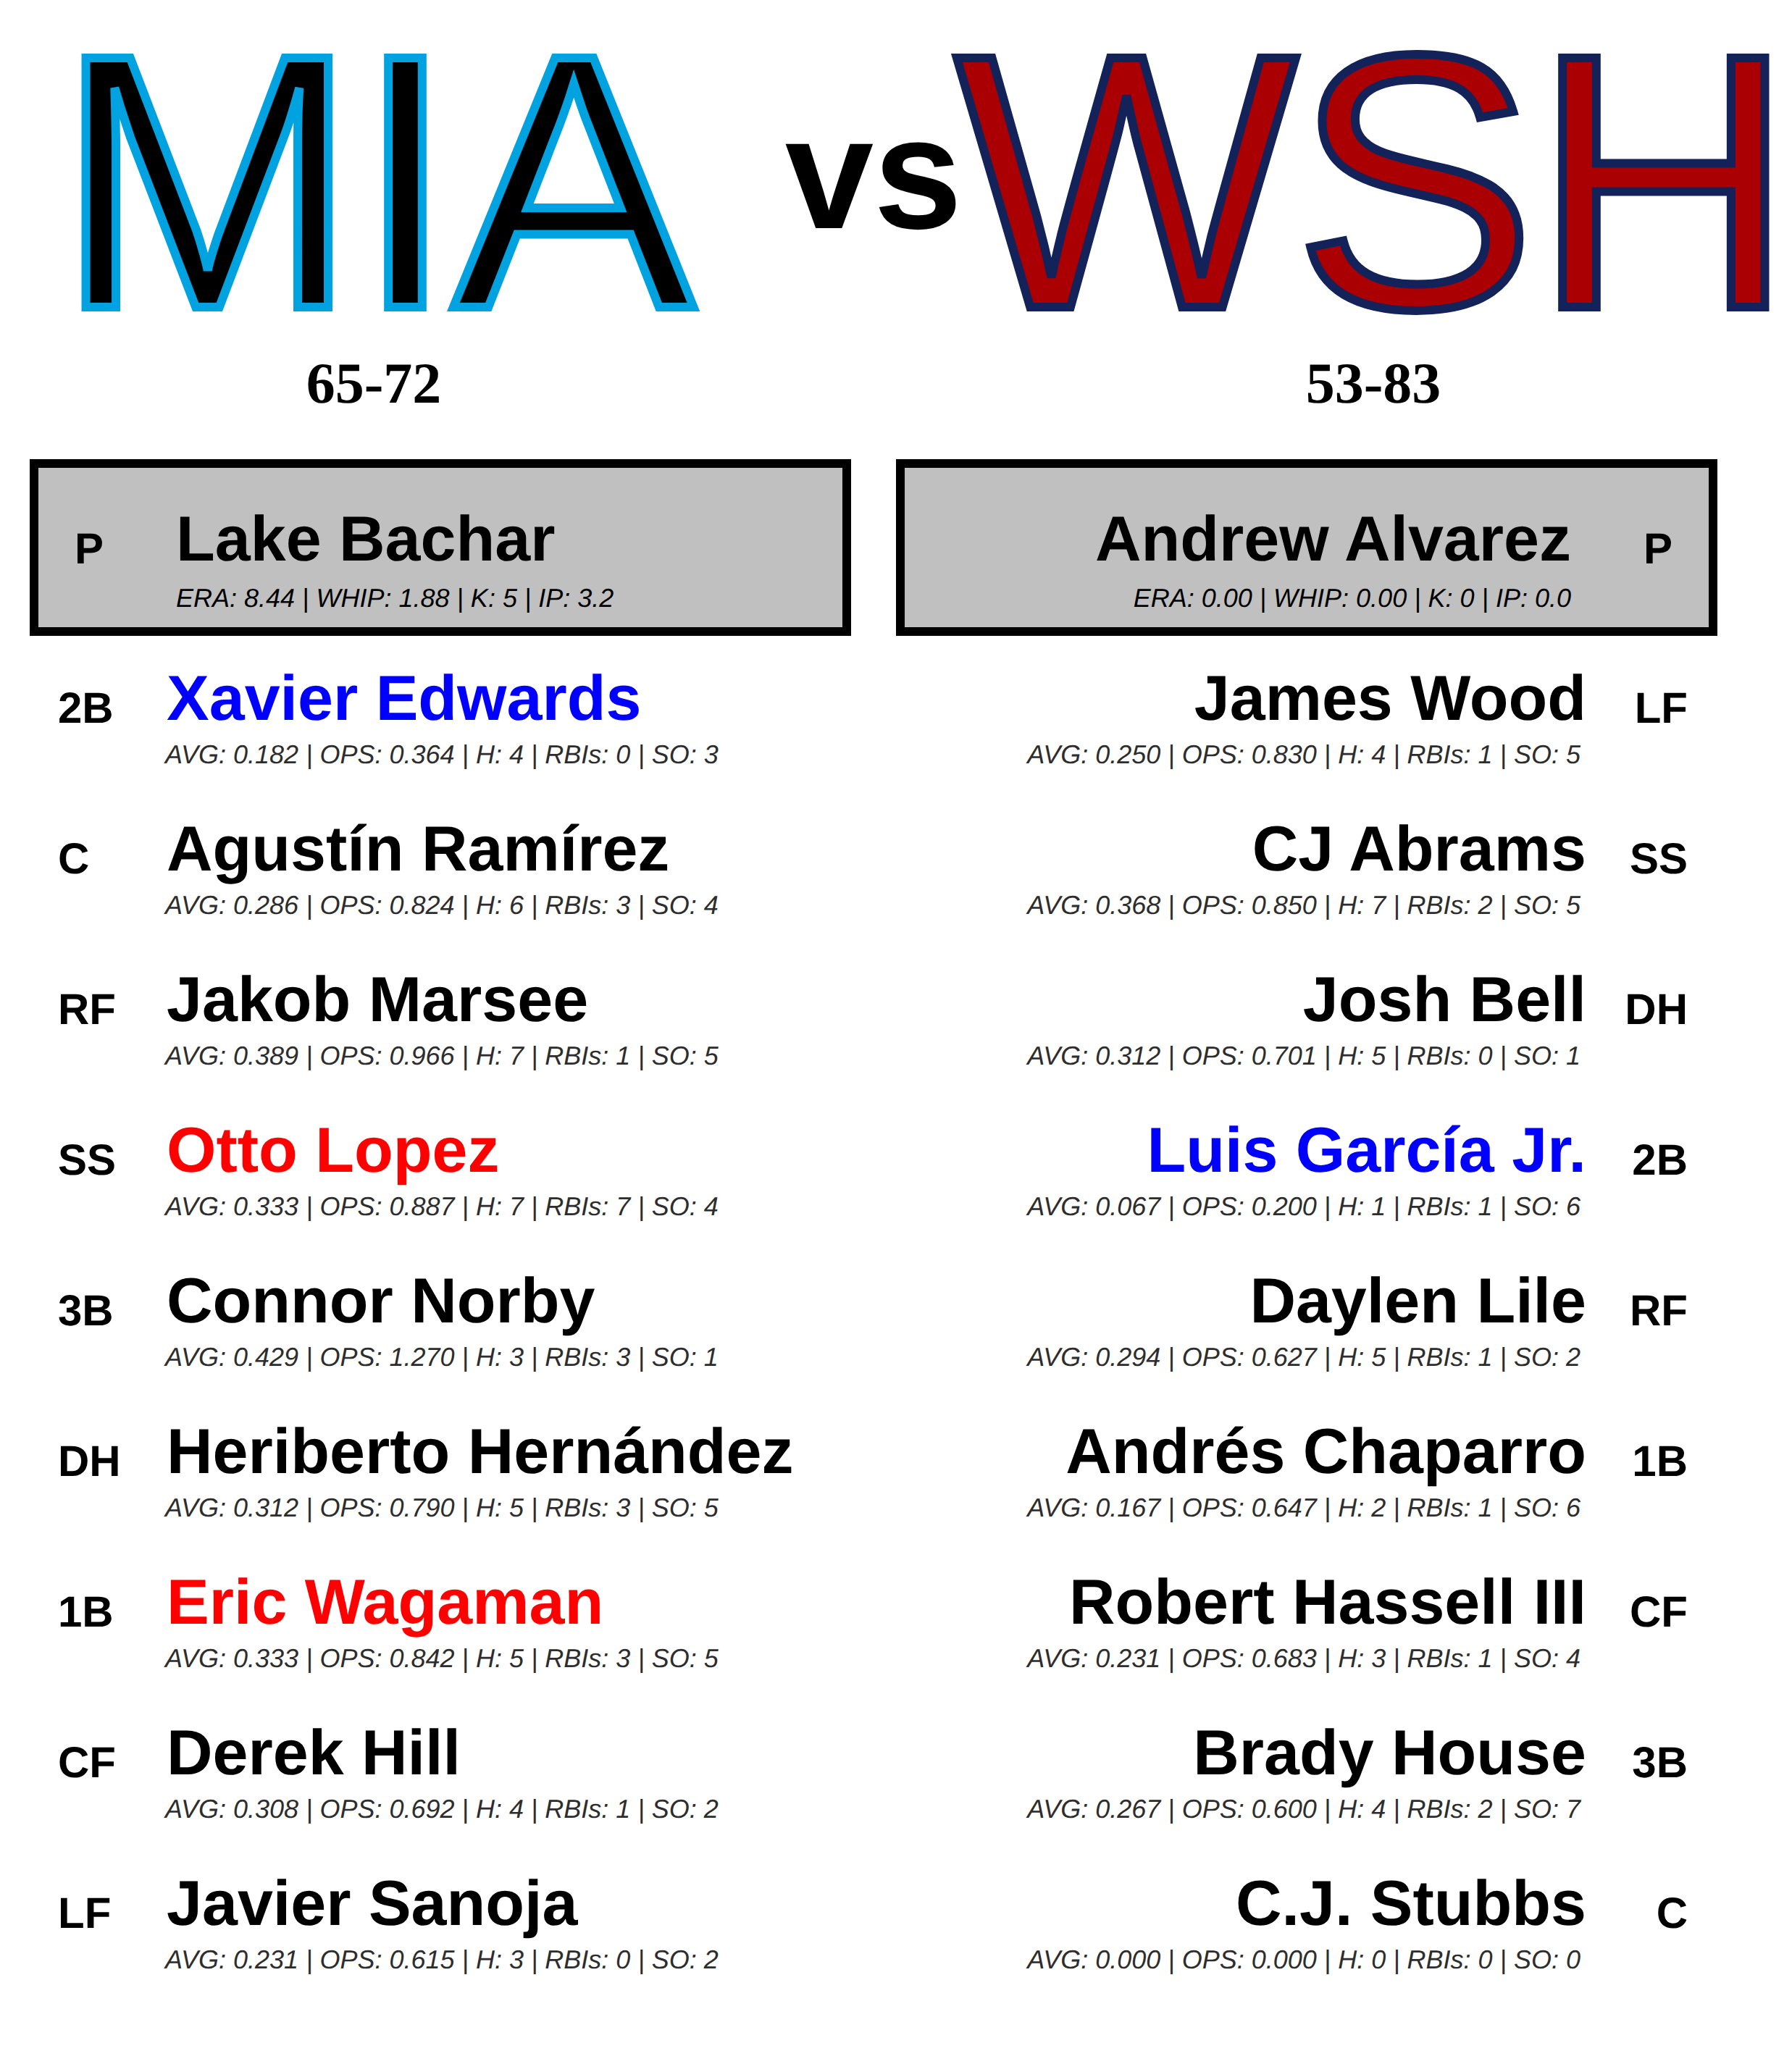 MIA vs WSH
65-72 53-83
P Lake Bachar
ERA: 8.44 | WHIP: 1.88 | K: 5 | IP: 3.2
Andrew Alvarez P
ERA: 0.00 | WHIP: 0.00 | K: 0 | IP: 0.0
2B Xavier Edwards
AVG: 0.182 | OPS: 0.364 | H: 4 | RBIs: 0 | SO: 3
C Agustín Ramírez
AVG: 0.286 | OPS: 0.824 | H: 6 | RBIs: 3 | SO: 4
RF Jakob Marsee
AVG: 0.389 | OPS: 0.966 | H: 7 | RBIs: 1 | SO: 5
SS Otto Lopez
AVG: 0.333 | OPS: 0.887 | H: 7 | RBIs: 7 | SO: 4
3B Connor Norby
AVG: 0.429 | OPS: 1.270 | H: 3 | RBIs: 3 | SO: 1
DH Heriberto Hernández
AVG: 0.312 | OPS: 0.790 | H: 5 | RBIs: 3 | SO: 5
1B Eric Wagaman
AVG: 0.333 | OPS: 0.842 | H: 5 | RBIs: 3 | SO: 5
CF Derek Hill
AVG: 0.308 | OPS: 0.692 | H: 4 | RBIs: 1 | SO: 2
LF Javier Sanoja
AVG: 0.231 | OPS: 0.615 | H: 3 | RBIs: 0 | SO: 2
James Wood LF
AVG: 0.250 | OPS: 0.830 | H: 4 | RBIs: 1 | SO: 5
CJ Abrams SS
AVG: 0.368 | OPS: 0.850 | H: 7 | RBIs: 2 | SO: 5
Josh Bell DH
AVG: 0.312 | OPS: 0.701 | H: 5 | RBIs: 0 | SO: 1
Luis García Jr. 2B
AVG: 0.067 | OPS: 0.200 | H: 1 | RBIs: 1 | SO: 6
Daylen Lile RF
AVG: 0.294 | OPS: 0.627 | H: 5 | RBIs: 1 | SO: 2
Andrés Chaparro 1B
AVG: 0.167 | OPS: 0.647 | H: 2 | RBIs: 1 | SO: 6
Robert Hassell III CF
AVG: 0.231 | OPS: 0.683 | H: 3 | RBIs: 1 | SO: 4
Brady House 3B
AVG: 0.267 | OPS: 0.600 | H: 4 | RBIs: 2 | SO: 7
C.J. Stubbs C
AVG: 0.000 | OPS: 0.000 | H: 0 | RBIs: 0 | SO: 0